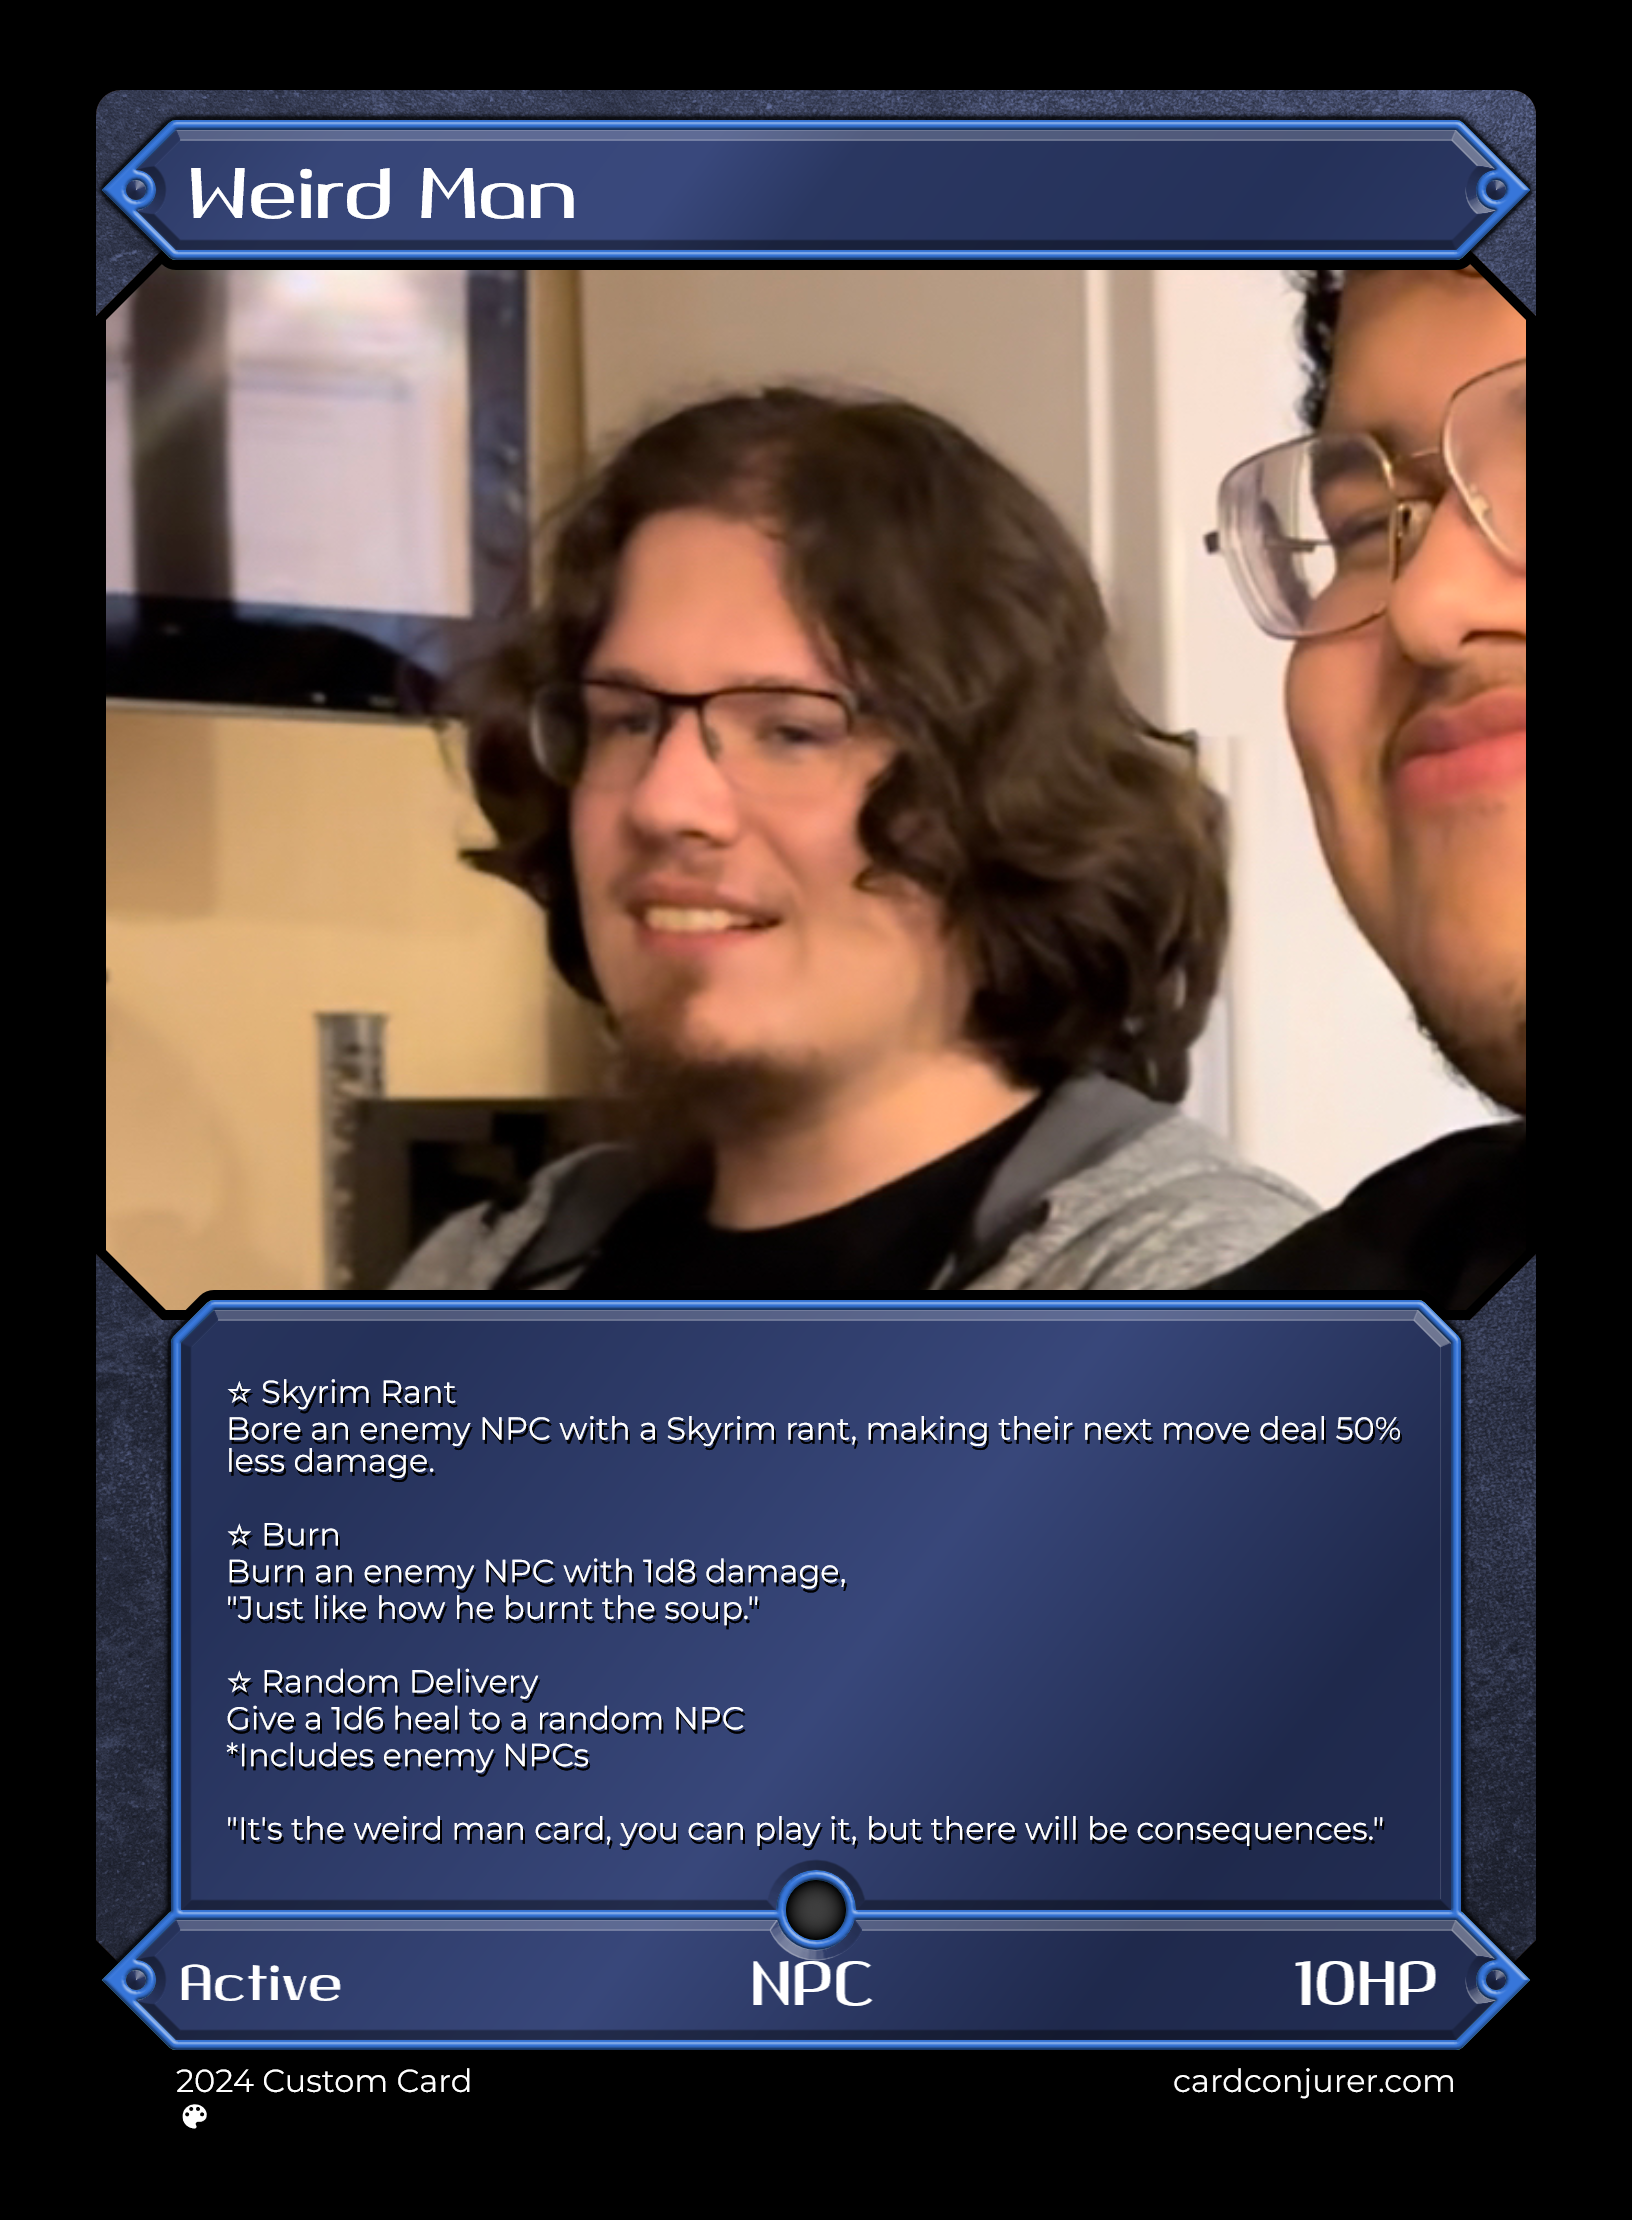 Weird Man
☆ Skyrim Rant
Bore an enemy NPC with a Skyrim rant, making their next move deal 50%
less damage.
☆ Burn
Burn an enemy NPC with 1d8 damage,
"Just like how he burnt the soup."
☆ Random Delivery
Give a 1d6 heal to a random NPC
*Includes enemy NPCs
"It's the weird man card, you can play it, but there will be consequences."
Active NPC 10HP
2024 Custom Card cardconjurer.com